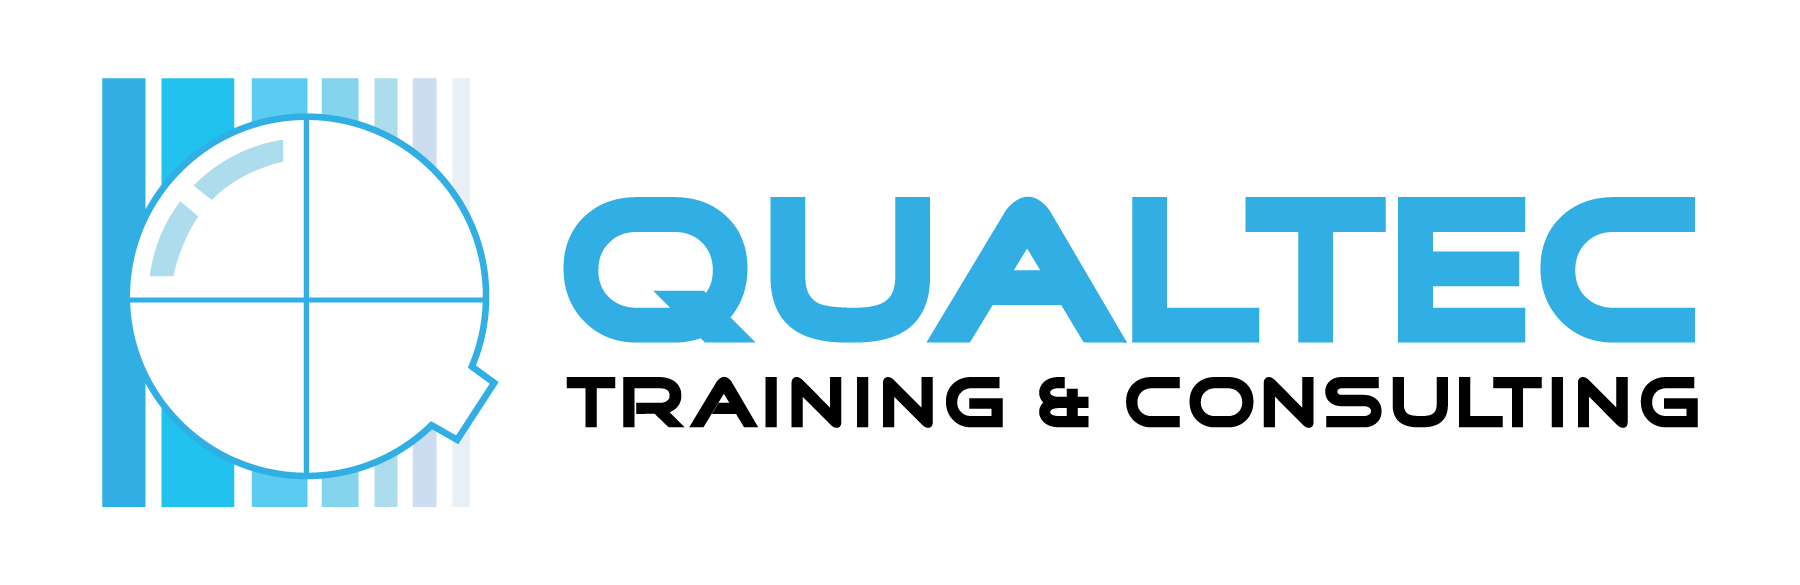 QUALTEC
TRAINING & CONSULTING